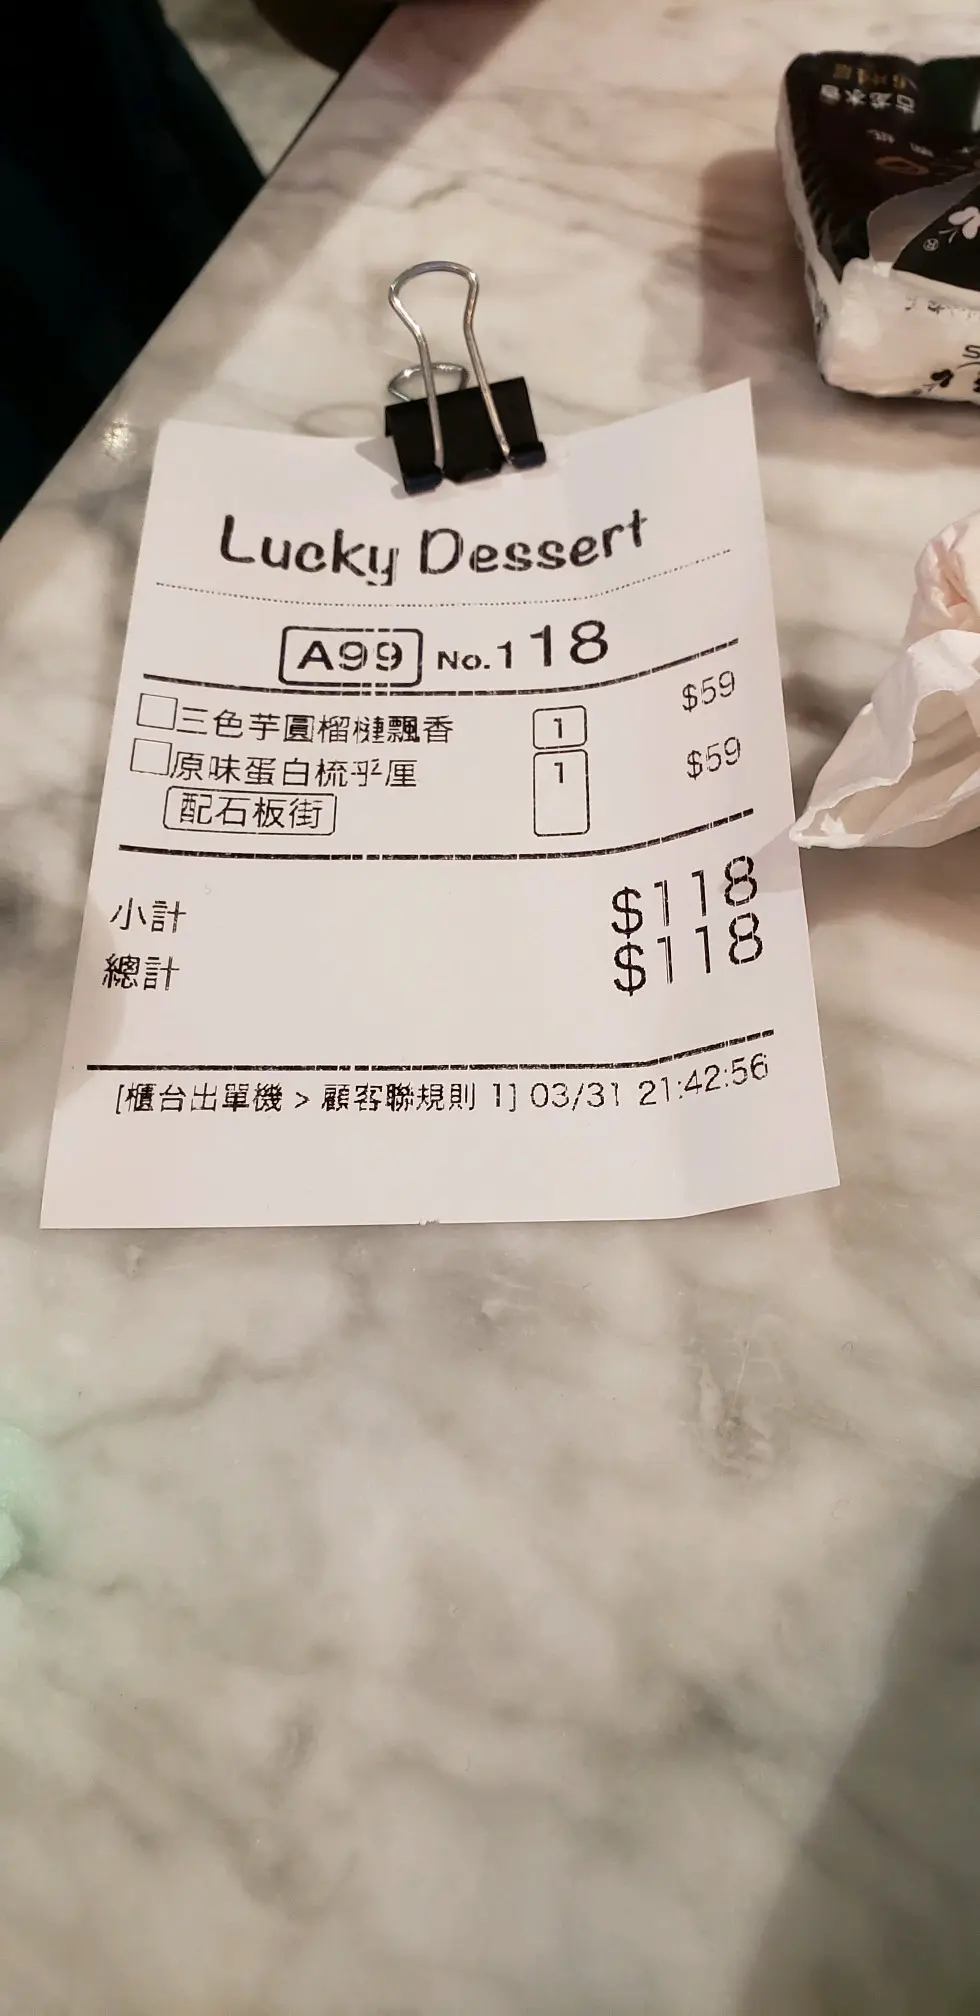 Lucky Dessert
A99 No.118
三色芋圓榴槤飄香 1 $59
原味蛋白梳乎厘 1 $59
配石板街
小計 $118
總計 $118
[櫃台出單機 > 顧客聯規則 1] 03/31 21:42:56